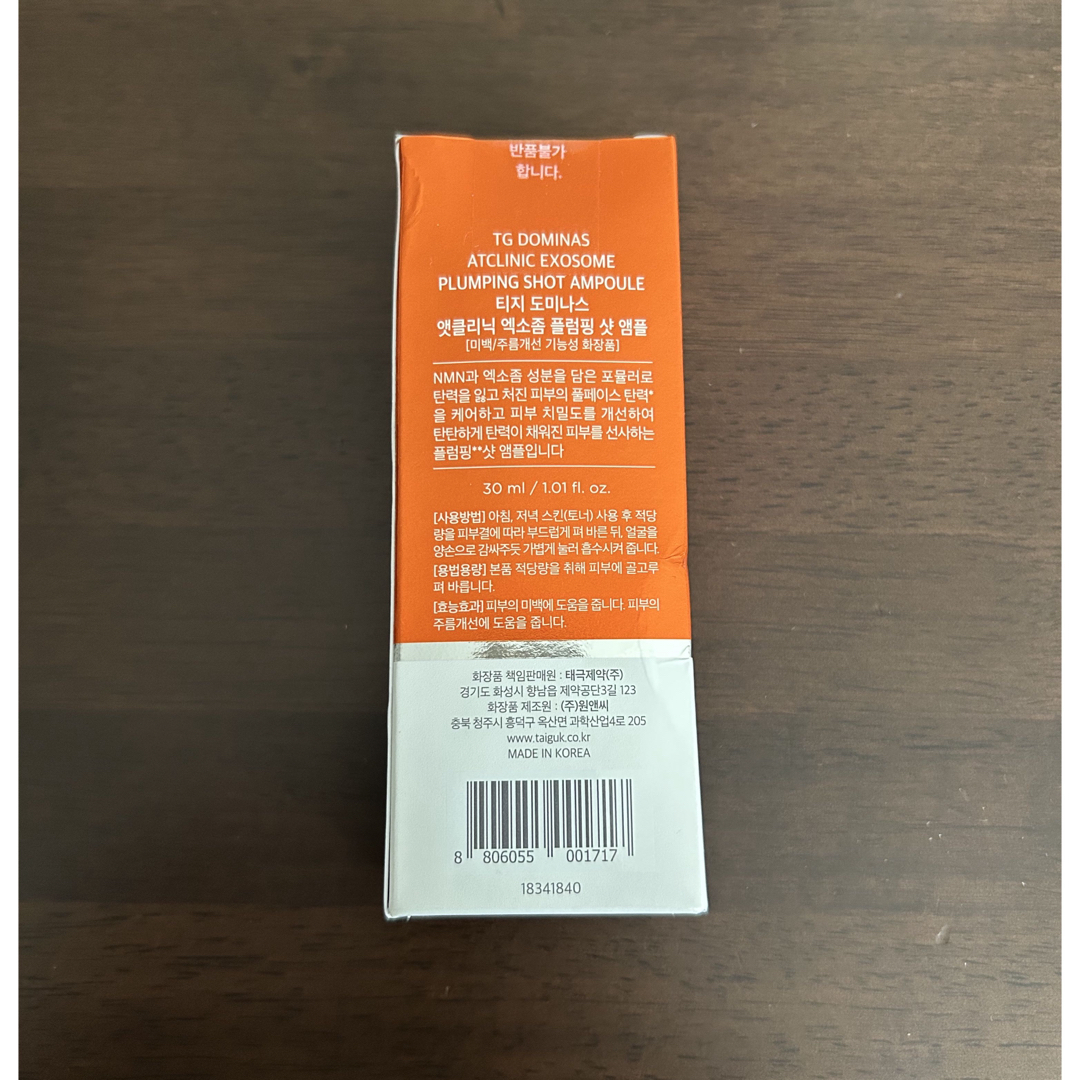 반품불가
합니다.
TG DOMINAS
ATCLINIC EXOSOME
PLUMPING SHOT AMPOULE
티지 도미나스
앳클리닉 엑소좀 플럼핑 샷 앰플
[미백/주름개선 기능성 화장품]
NMN과 엑소좀 성분을 담은 포뮬러로
탄력을 잃고 처진 피부의 풀페이스 탄력*
을 케어하고 피부 치밀도를 개선하여
탄탄하게 탄력이 채워진 피부를 선사하는
플럼핑**샷 앰플입니다
30 ml / 1.01 fl. oz.
[사용방법] 아침, 저녁 스킨(토너) 사용 후 적당
량을 피부결에 따라 부드럽게 펴 바른 뒤, 얼굴을
양손으로 감싸주듯 가볍게 눌러 흡수시켜 줍니다.
[용법용량] 본품 적당량을 취해 피부에 골고루
펴 바릅니다.
[효능효과] 피부의 미백에 도움을 줍니다. 피부의
주름개선에 도움을 줍니다.
화장품 책임판매원 : 태극제약(주)
경기도 화성시 향남읍 제약공단3길 123
화장품 제조원 : (주)원앤씨
충북 청주시 흥덕구 옥산면 과학산업4로 205
www.taiguk.co.kr
MADE IN KOREA
8 806055 001717
18341840